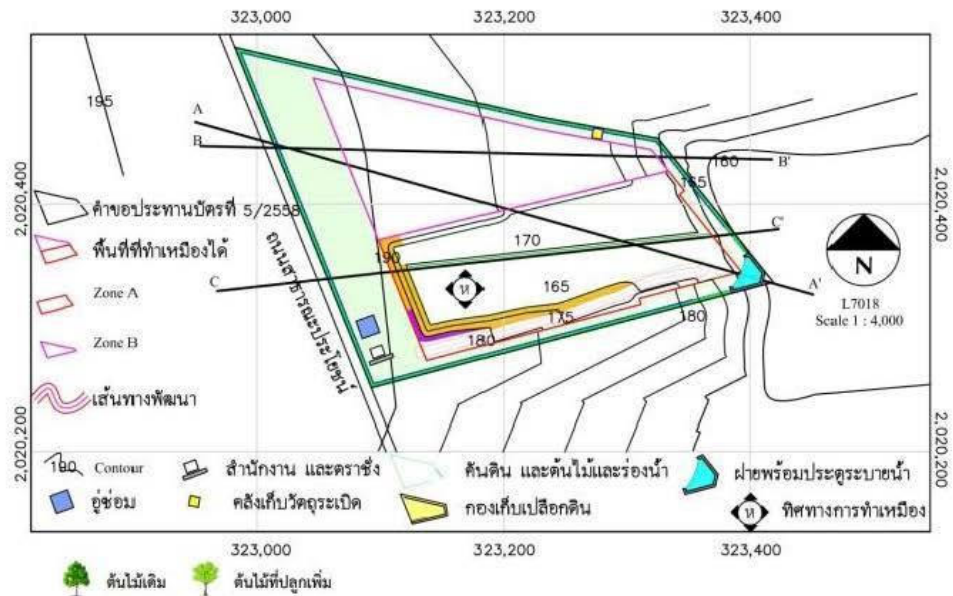 323,000 323,200 323,400
195
A
B B'
160
165
2,020,400 2,020,400
คำขอประทานบัตรที่ 5/2558
C'
170
พื้นที่ที่ทำเหมืองได้
190
ถนนสาธารณะประโยชน์
C
ห
165
A'
N
L7018
Scale 1 : 4,000
Zone A
175 180
180
Zone B
เส้นทางพัฒนา
2,020,200 2,020,200
190 Contour สำนักงาน และตราชั่ง คันดิน และต้นไม้และร่องน้ำ ฝายพร้อมประตูระบายน้ำ
อู่ซ่อม คลังเก็บวัตถุระเบิด กองเก็บเปลือกดิน ห ทิศทางการทำเหมือง
323,000 323,200 323,400
ต้นไม้เดิม ต้นไม้ที่ปลูกเพิ่ม